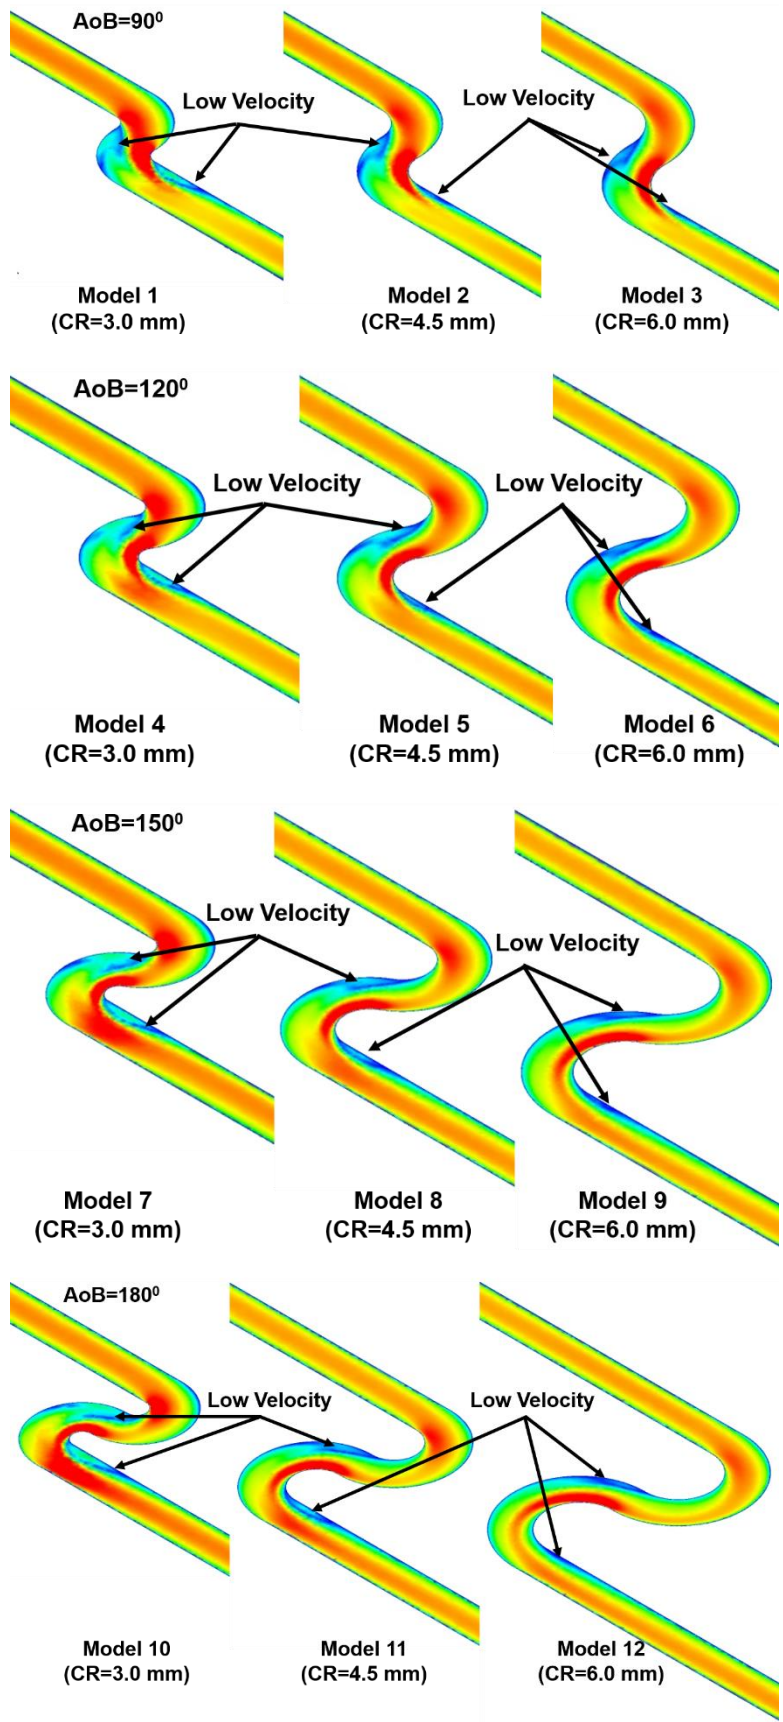 AoB=90⁰
Low Velocity
Low Velocity
Model 1
(CR=3.0 mm)
Model 2
(CR=4.5 mm)
Model 3
(CR=6.0 mm)
AoB=120⁰
Low Velocity
Low Velocity
Model 4
(CR=3.0 mm)
Model 5
(CR=4.5 mm)
Model 6
(CR=6.0 mm)
AoB=150⁰
Low Velocity
Low Velocity
Model 7
(CR=3.0 mm)
Model 8
(CR=4.5 mm)
Model 9
(CR=6.0 mm)
AoB=180⁰
Low Velocity
Low Velocity
Model 10
(CR=3.0 mm)
Model 11
(CR=4.5 mm)
Model 12
(CR=6.0 mm)